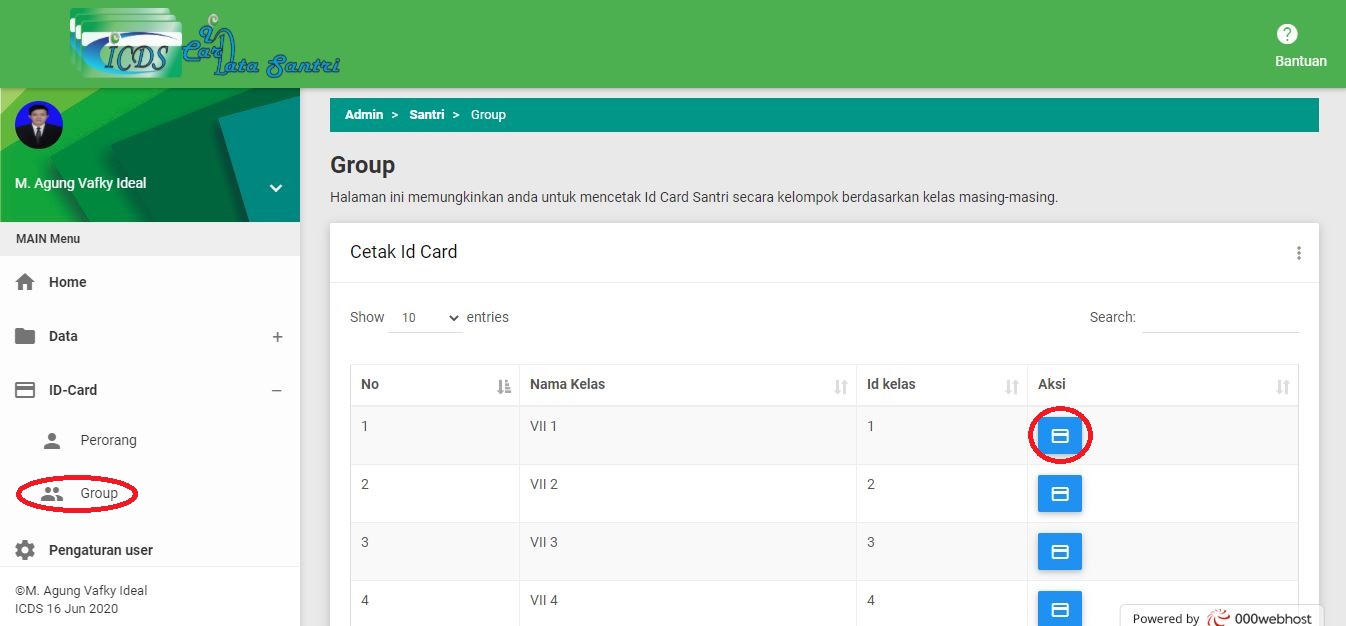 iCDS
iD Card Data Santri
Bantuan
M. Agung Vafky Ideal
MAIN Menu
Home
Data +
ID-Card −
Perorang
Group
Pengaturan user
©M. Agung Vafky Ideal
ICDS 16 Jun 2020
Admin > Santri > Group
Group
Halaman ini memungkinkan anda untuk mencetak Id Card Santri secara kelompok berdasarkan kelas masing-masing.
Cetak Id Card
Show 10 entries Search:
No Nama Kelas Id kelas Aksi
1 VII 1 1
2 VII 2 2
3 VII 3 3
4 VII 4 4
Powered by 000webhost